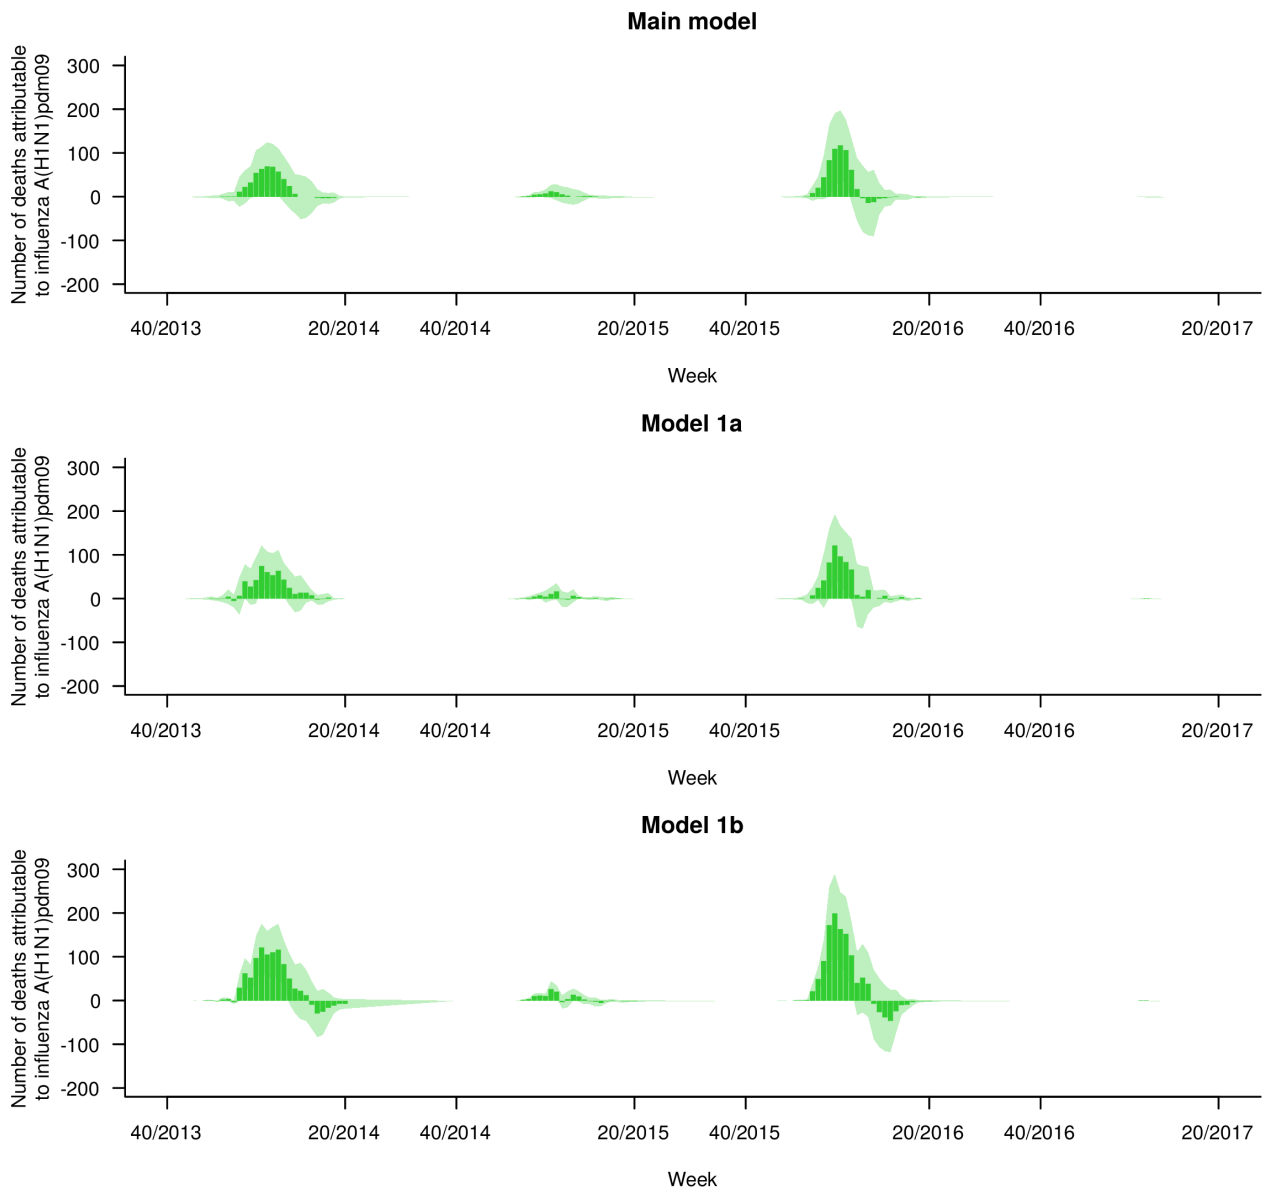 Main model
Number of deaths attributable
to influenza A(H1N1)pdm09
300
200
100
0
-100
-200
40/2013 20/2014 40/2014 20/2015 40/2015 20/2016 40/2016 20/2017
Week
Model 1a
Number of deaths attributable
to influenza A(H1N1)pdm09
300
200
100
0
-100
-200
40/2013 20/2014 40/2014 20/2015 40/2015 20/2016 40/2016 20/2017
Week
Model 1b
Number of deaths attributable
to influenza A(H1N1)pdm09
300
200
100
0
-100
-200
40/2013 20/2014 40/2014 20/2015 40/2015 20/2016 40/2016 20/2017
Week